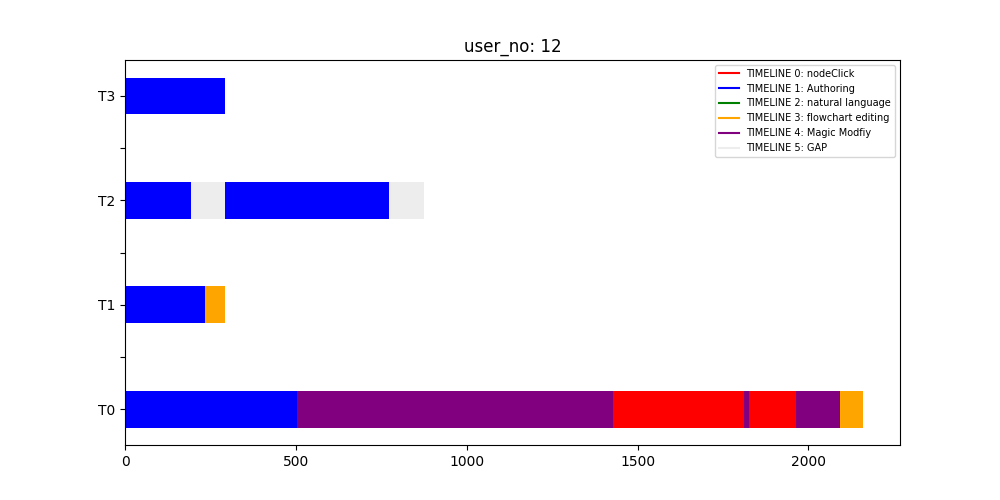 user_no: 12
TIMELINE 0: nodeClick
TIMELINE 1: Authoring
TIMELINE 2: natural language
TIMELINE 3: flowchart editing
TIMELINE 4: Magic Modfiy
TIMELINE 5: GAP
T3
T2
T1
T0
0 500 1000 1500 2000